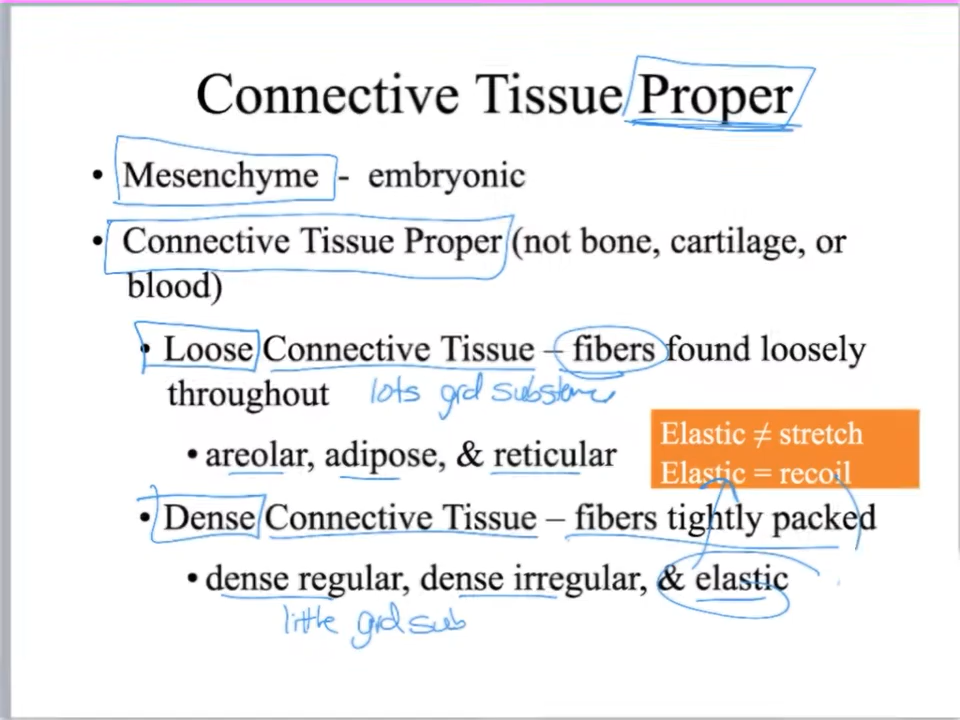 Connective Tissue Proper
• Mesenchyme - embryonic
• Connective Tissue Proper (not bone, cartilage, or
blood)
• Loose Connective Tissue – fibers found loosely
throughout lots grd substance
• areolar, adipose, & reticular
Elastic ≠ stretch
Elastic = recoil
• Dense Connective Tissue – fibers tightly packed
• dense regular, dense irregular, & elastic
little grd sub